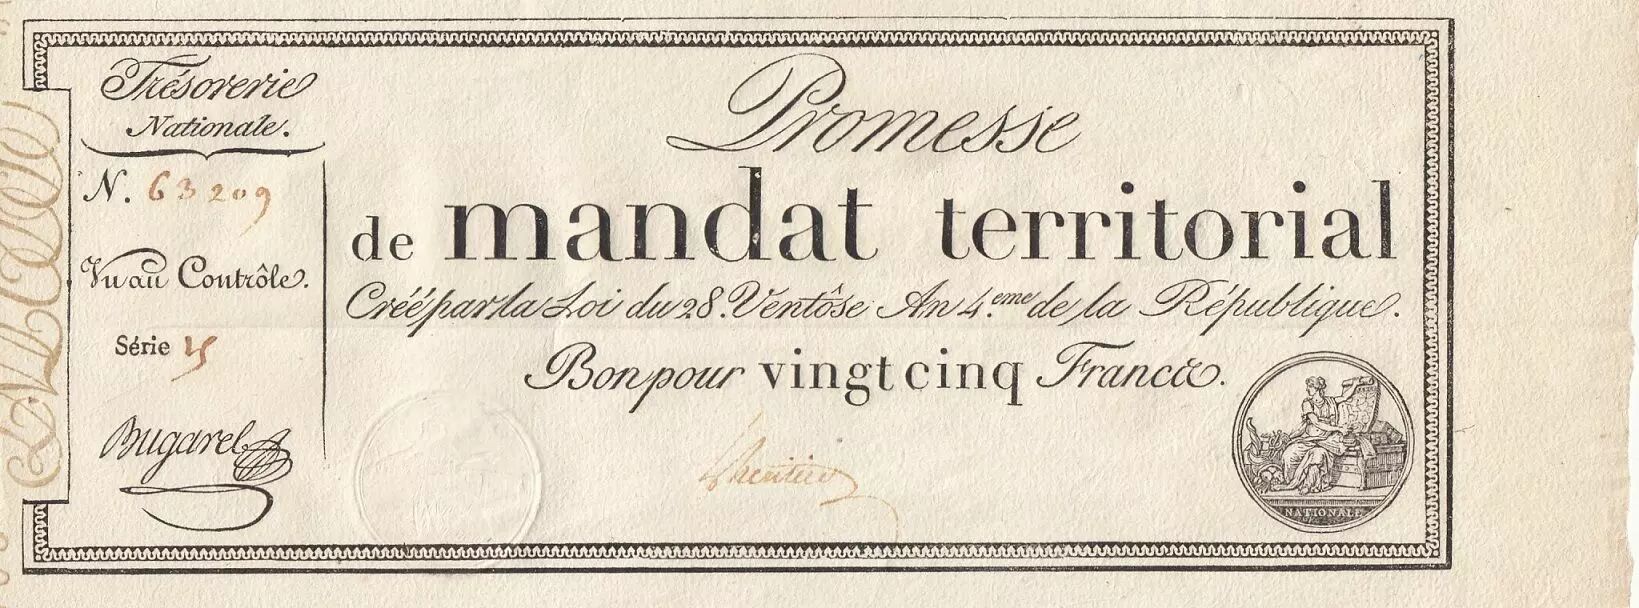 Trésorerie
Nationale.
N. 63209
Vu au Contrôle.
Série
Bugarel
Promesse
de mandat territorial
Créé par la Loi du 28. Ventôse An 4.eme de la République.
Bon pour vingt cinq Francs.
NATIONALE